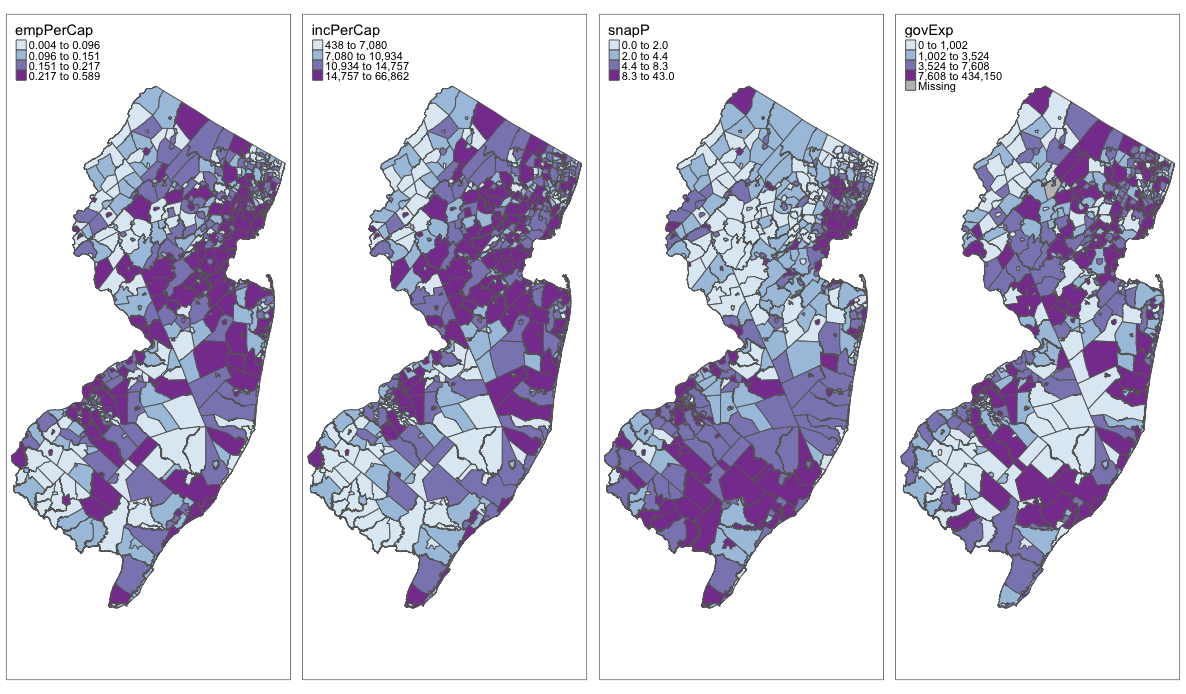 empPerCap
0.004 to 0.096
0.096 to 0.151
0.151 to 0.217
0.217 to 0.589
incPerCap
438 to 7,080
7,080 to 10,934
10,934 to 14,757
14,757 to 66,862
snapP
0.0 to 2.0
2.0 to 4.4
4.4 to 8.3
8.3 to 43.0
govExp
0 to 1,002
1,002 to 3,524
3,524 to 7,608
7,608 to 434,150
Missing